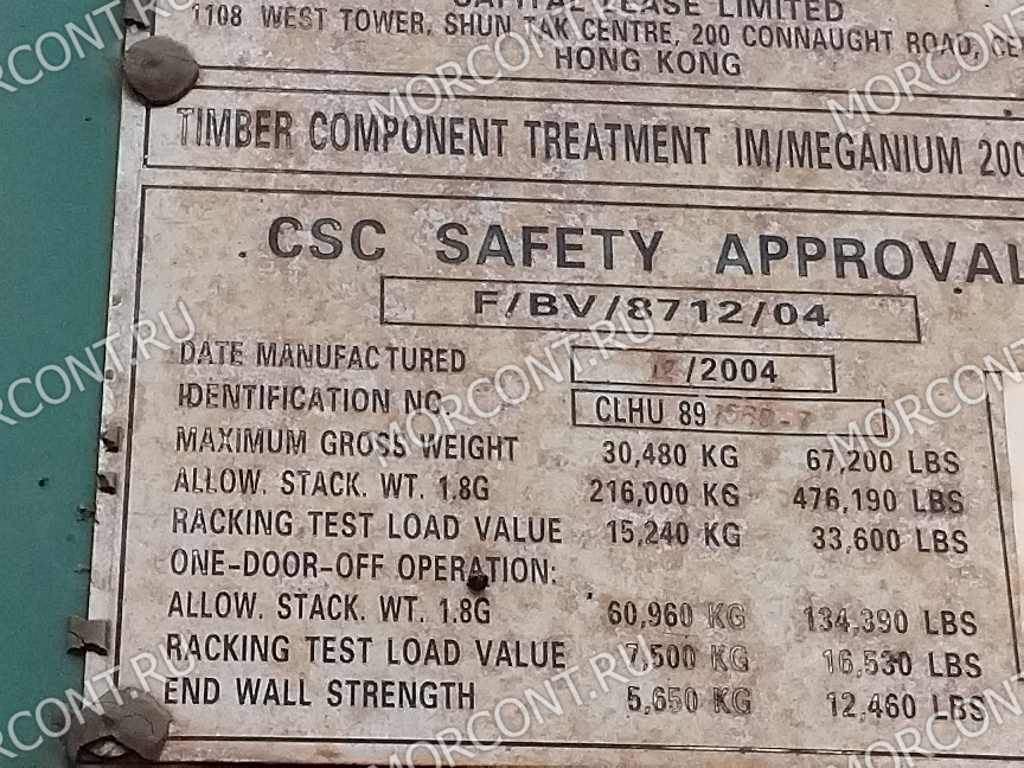 CAPITAL LEASE LIMITED
1108 WEST TOWER, SHUN TAK CENTRE, 200 CONNAUGHT ROAD,
HONG KONG
TIMBER COMPONENT TREATMENT IM/MEGANIUM 200
CSC SAFETY APPROVAL
F/BV/8712/04
DATE MANUFACTURED 12/2004
IDENTIFICATION NO. CLHU 89
MAXIMUM GROSS WEIGHT 30,480 KG 67,200 LBS
ALLOW. STACK. WT. 1.8G 216,000 KG 476,190 LBS
RACKING TEST LOAD VALUE 15,240 KG 33,600 LBS
ONE-DOOR-OFF OPERATION:
ALLOW. STACK. WT. 1.8G 60,960 KG 134,390 LBS
RACKING TEST LOAD VALUE 7,500 KG 16,530 LBS
END WALL STRENGTH 5,650 KG 12,460 LBS
MORCONT.RU